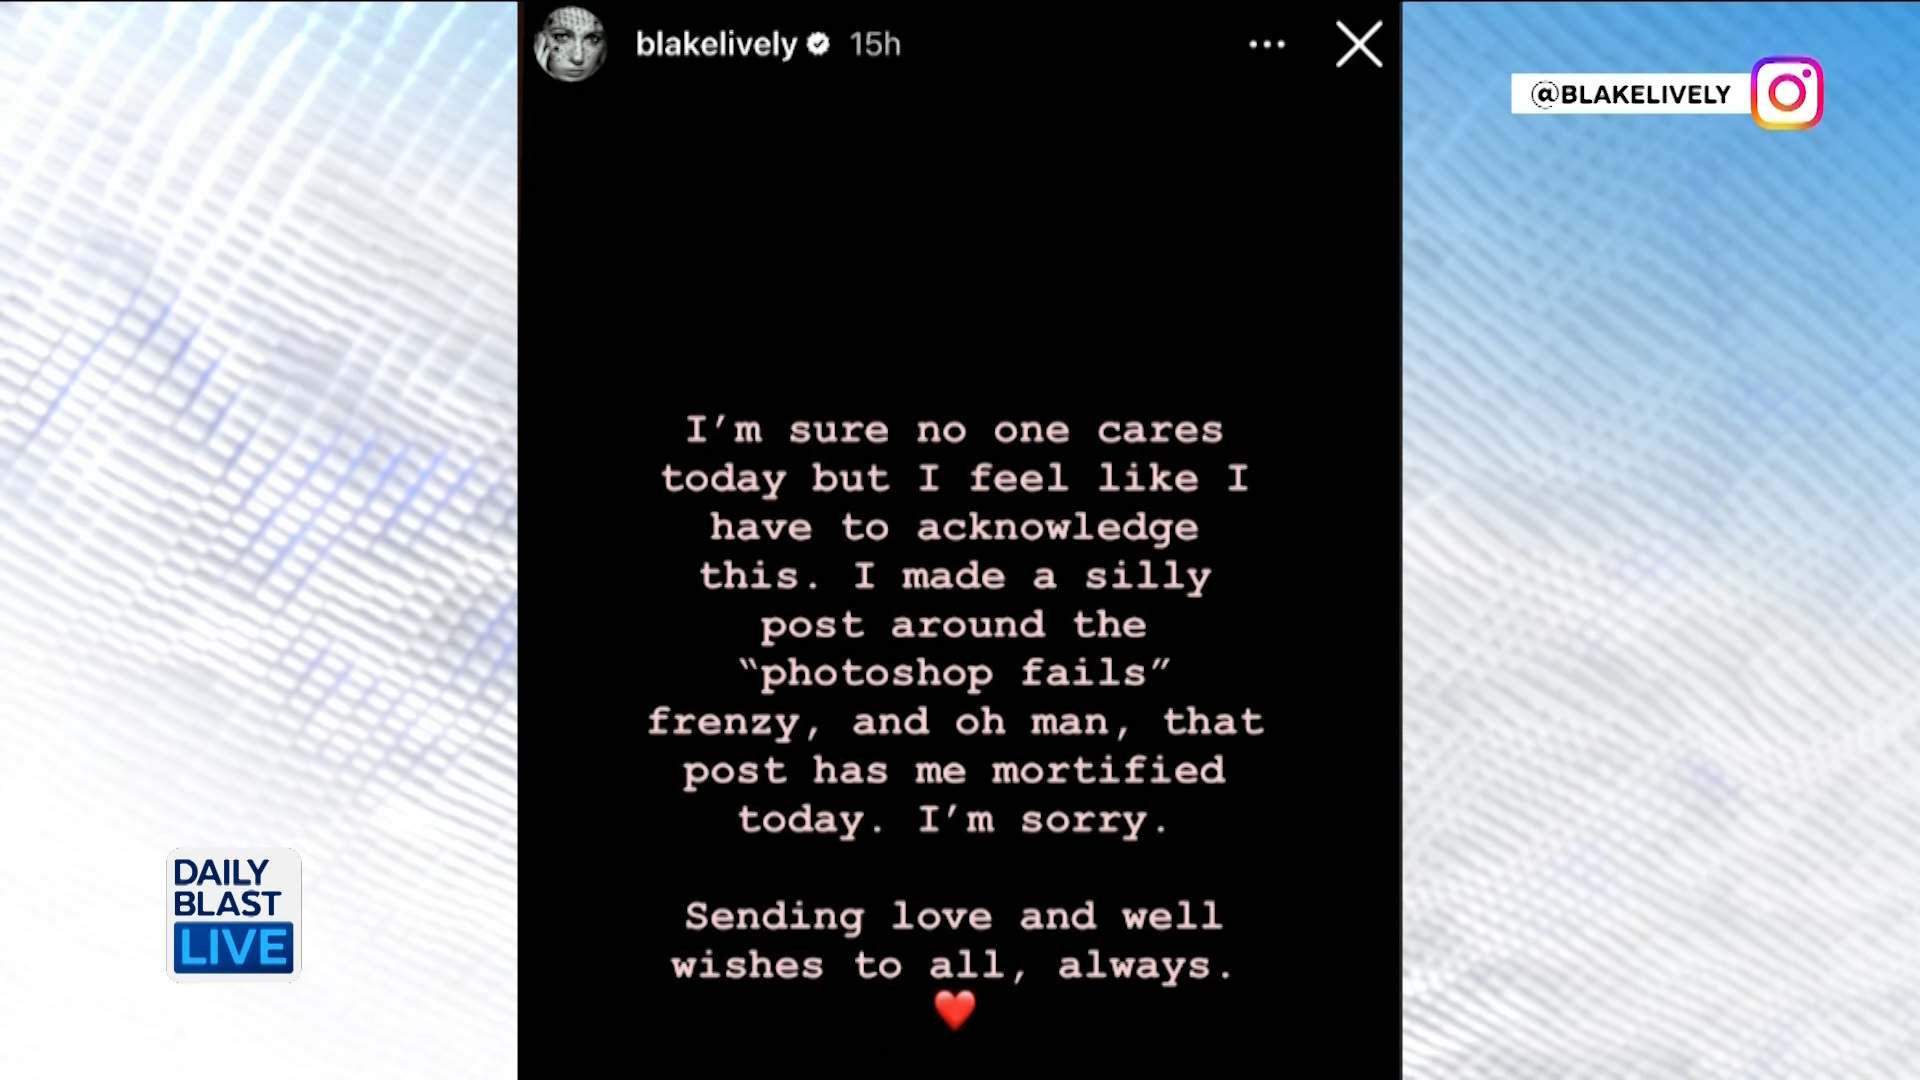 blakelively 15h
@BLAKELIVELY
I’m sure no one cares
today but I feel like I
have to acknowledge
this. I made a silly
post around the
“photoshop fails”
frenzy, and oh man, that
post has me mortified
today. I’m sorry.
Sending love and well
wishes to all, always.
DAILY
BLAST
LIVE